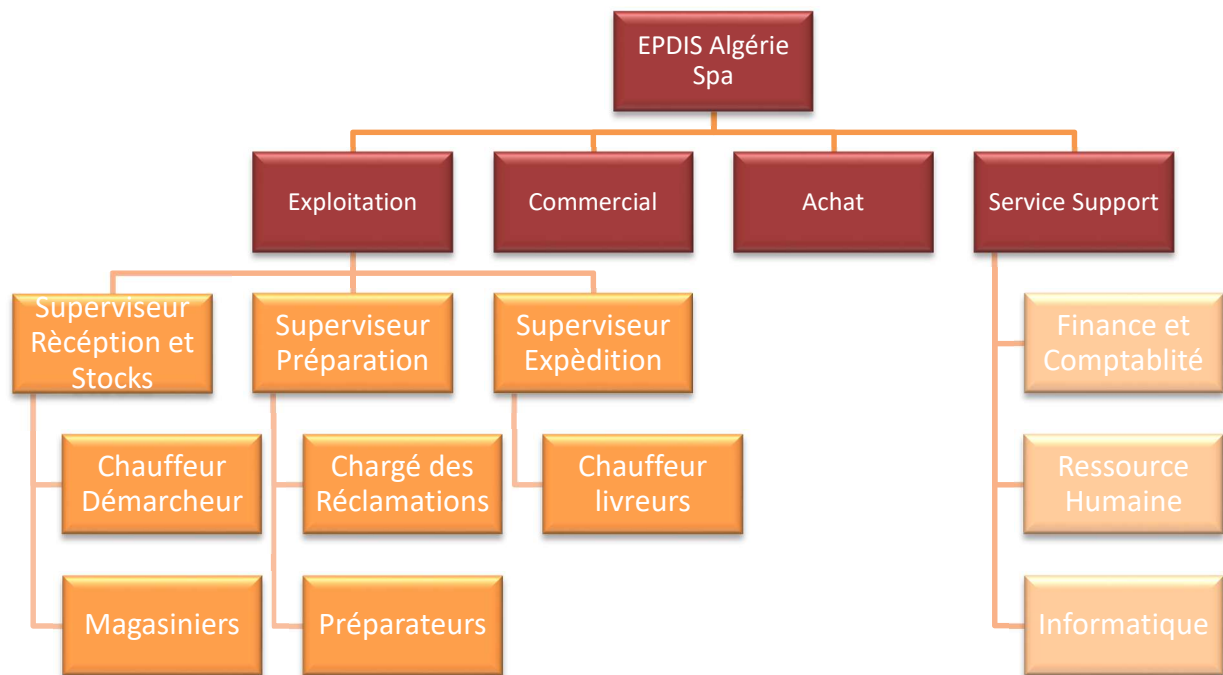 EPDIS Algérie
Spa
Exploitation
Commercial
Achat
Service Support
Superviseur
Rècéption et
Stocks
Superviseur
Préparation
Superviseur
Expèdition
Finance et
Comptablité
Chauffeur
Démarcheur
Chargé des
Réclamations
Chauffeur
livreurs
Ressource
Humaine
Magasiniers
Préparateurs
Informatique